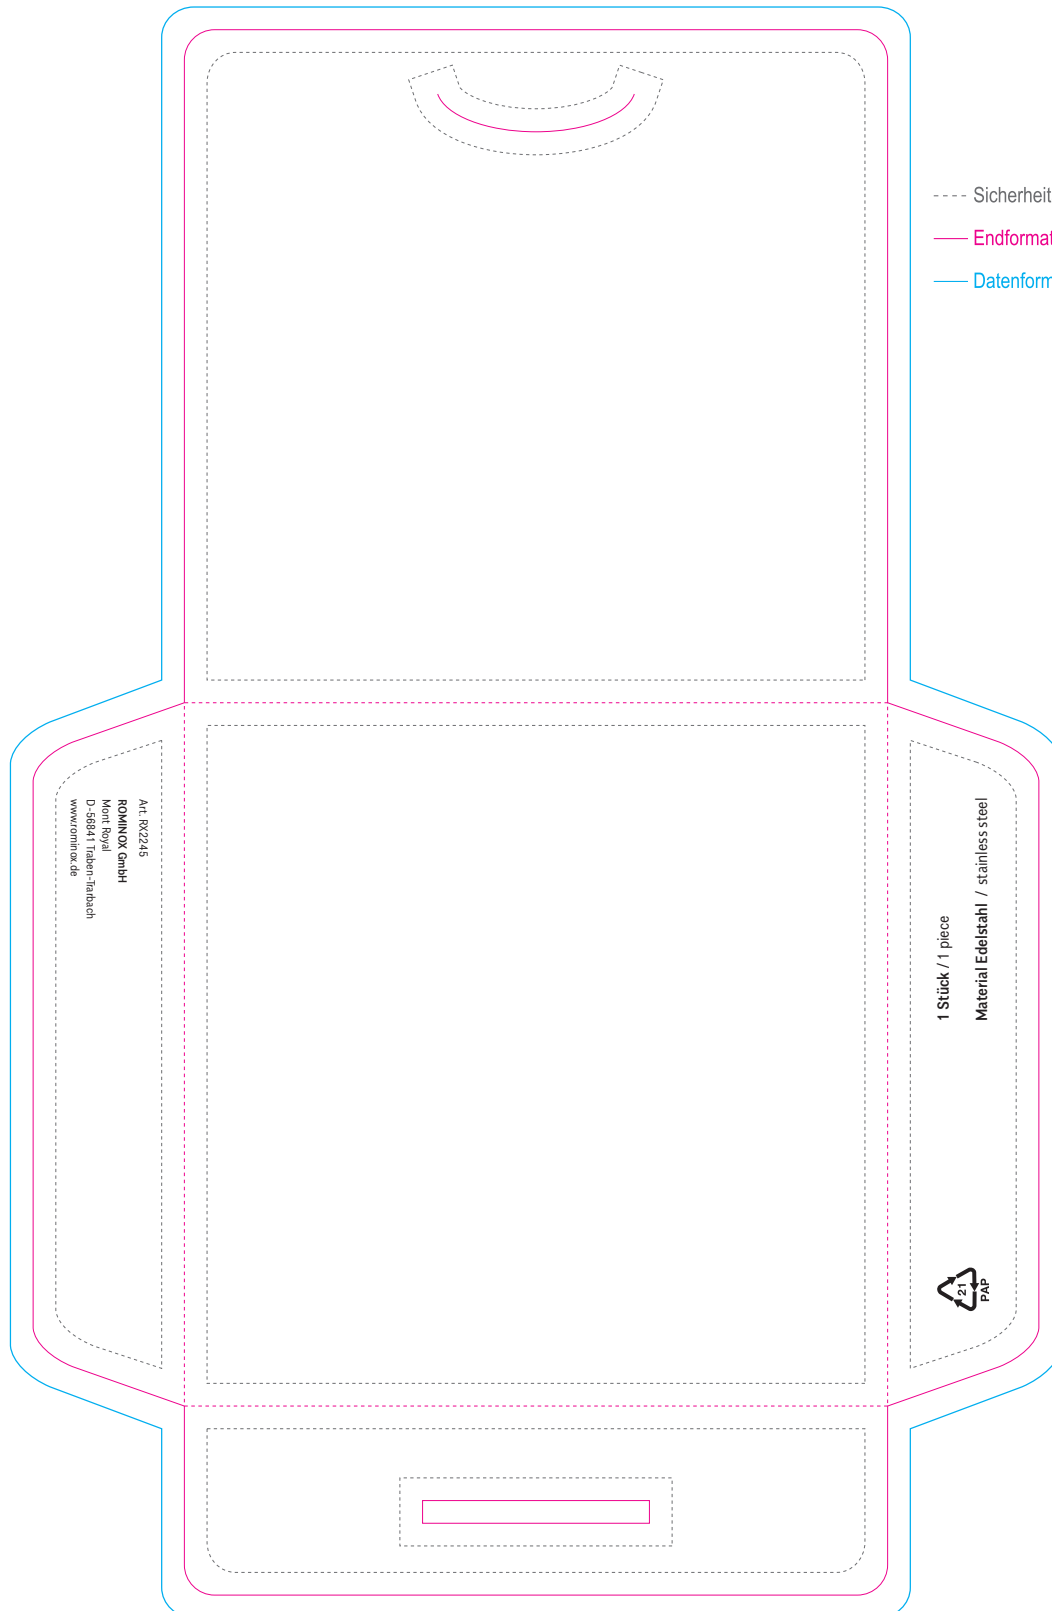 Sicherheit
Endformat
Datenform
Art. RX2245
ROMINOX GmbH
Mont Royal
D-56841 Traben-Trarbach
www.rominox.de
1 Stück / 1 piece
Material Edelstahl / stainless steel
21
PAP